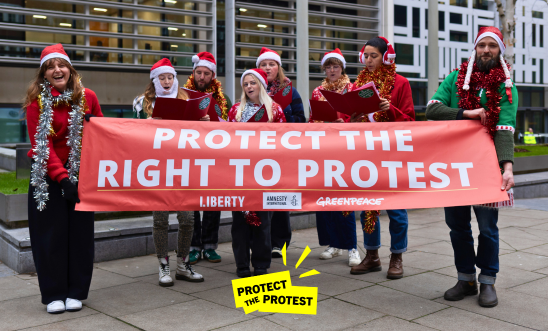 PROTECT THE
RIGHT TO PROTEST
LIBERTY AMNESTY INTERNATIONAL GREENPEACE
PROTECT
THE PROTEST